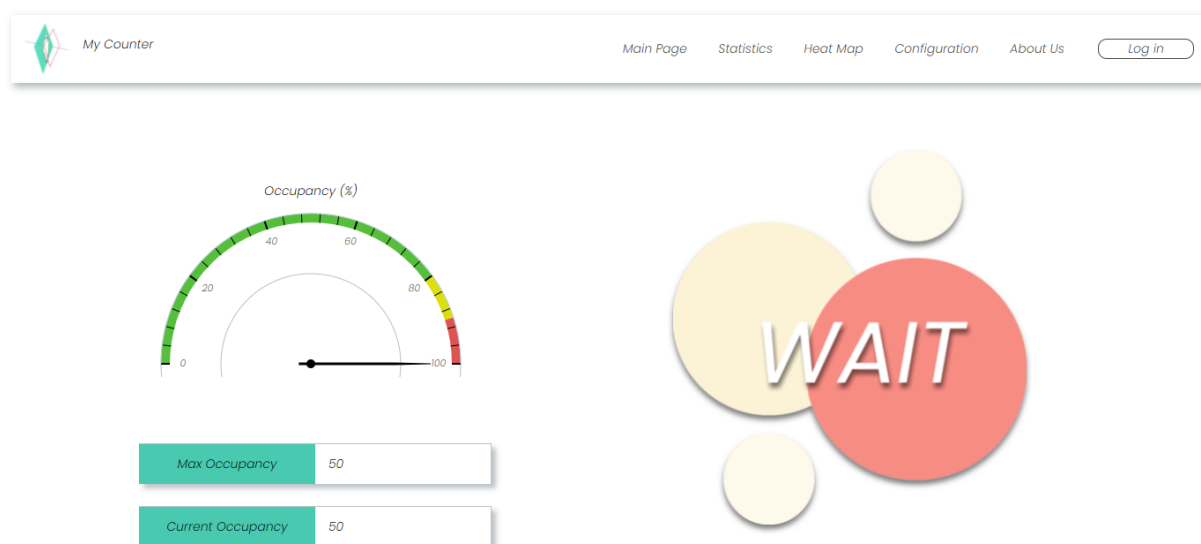 My Counter
Main Page Statistics Heat Map Configuration About Us Log in
Occupancy (%)
40 60
20 80
0 100
WAIT
Max Occupancy 50
Current Occupancy 50